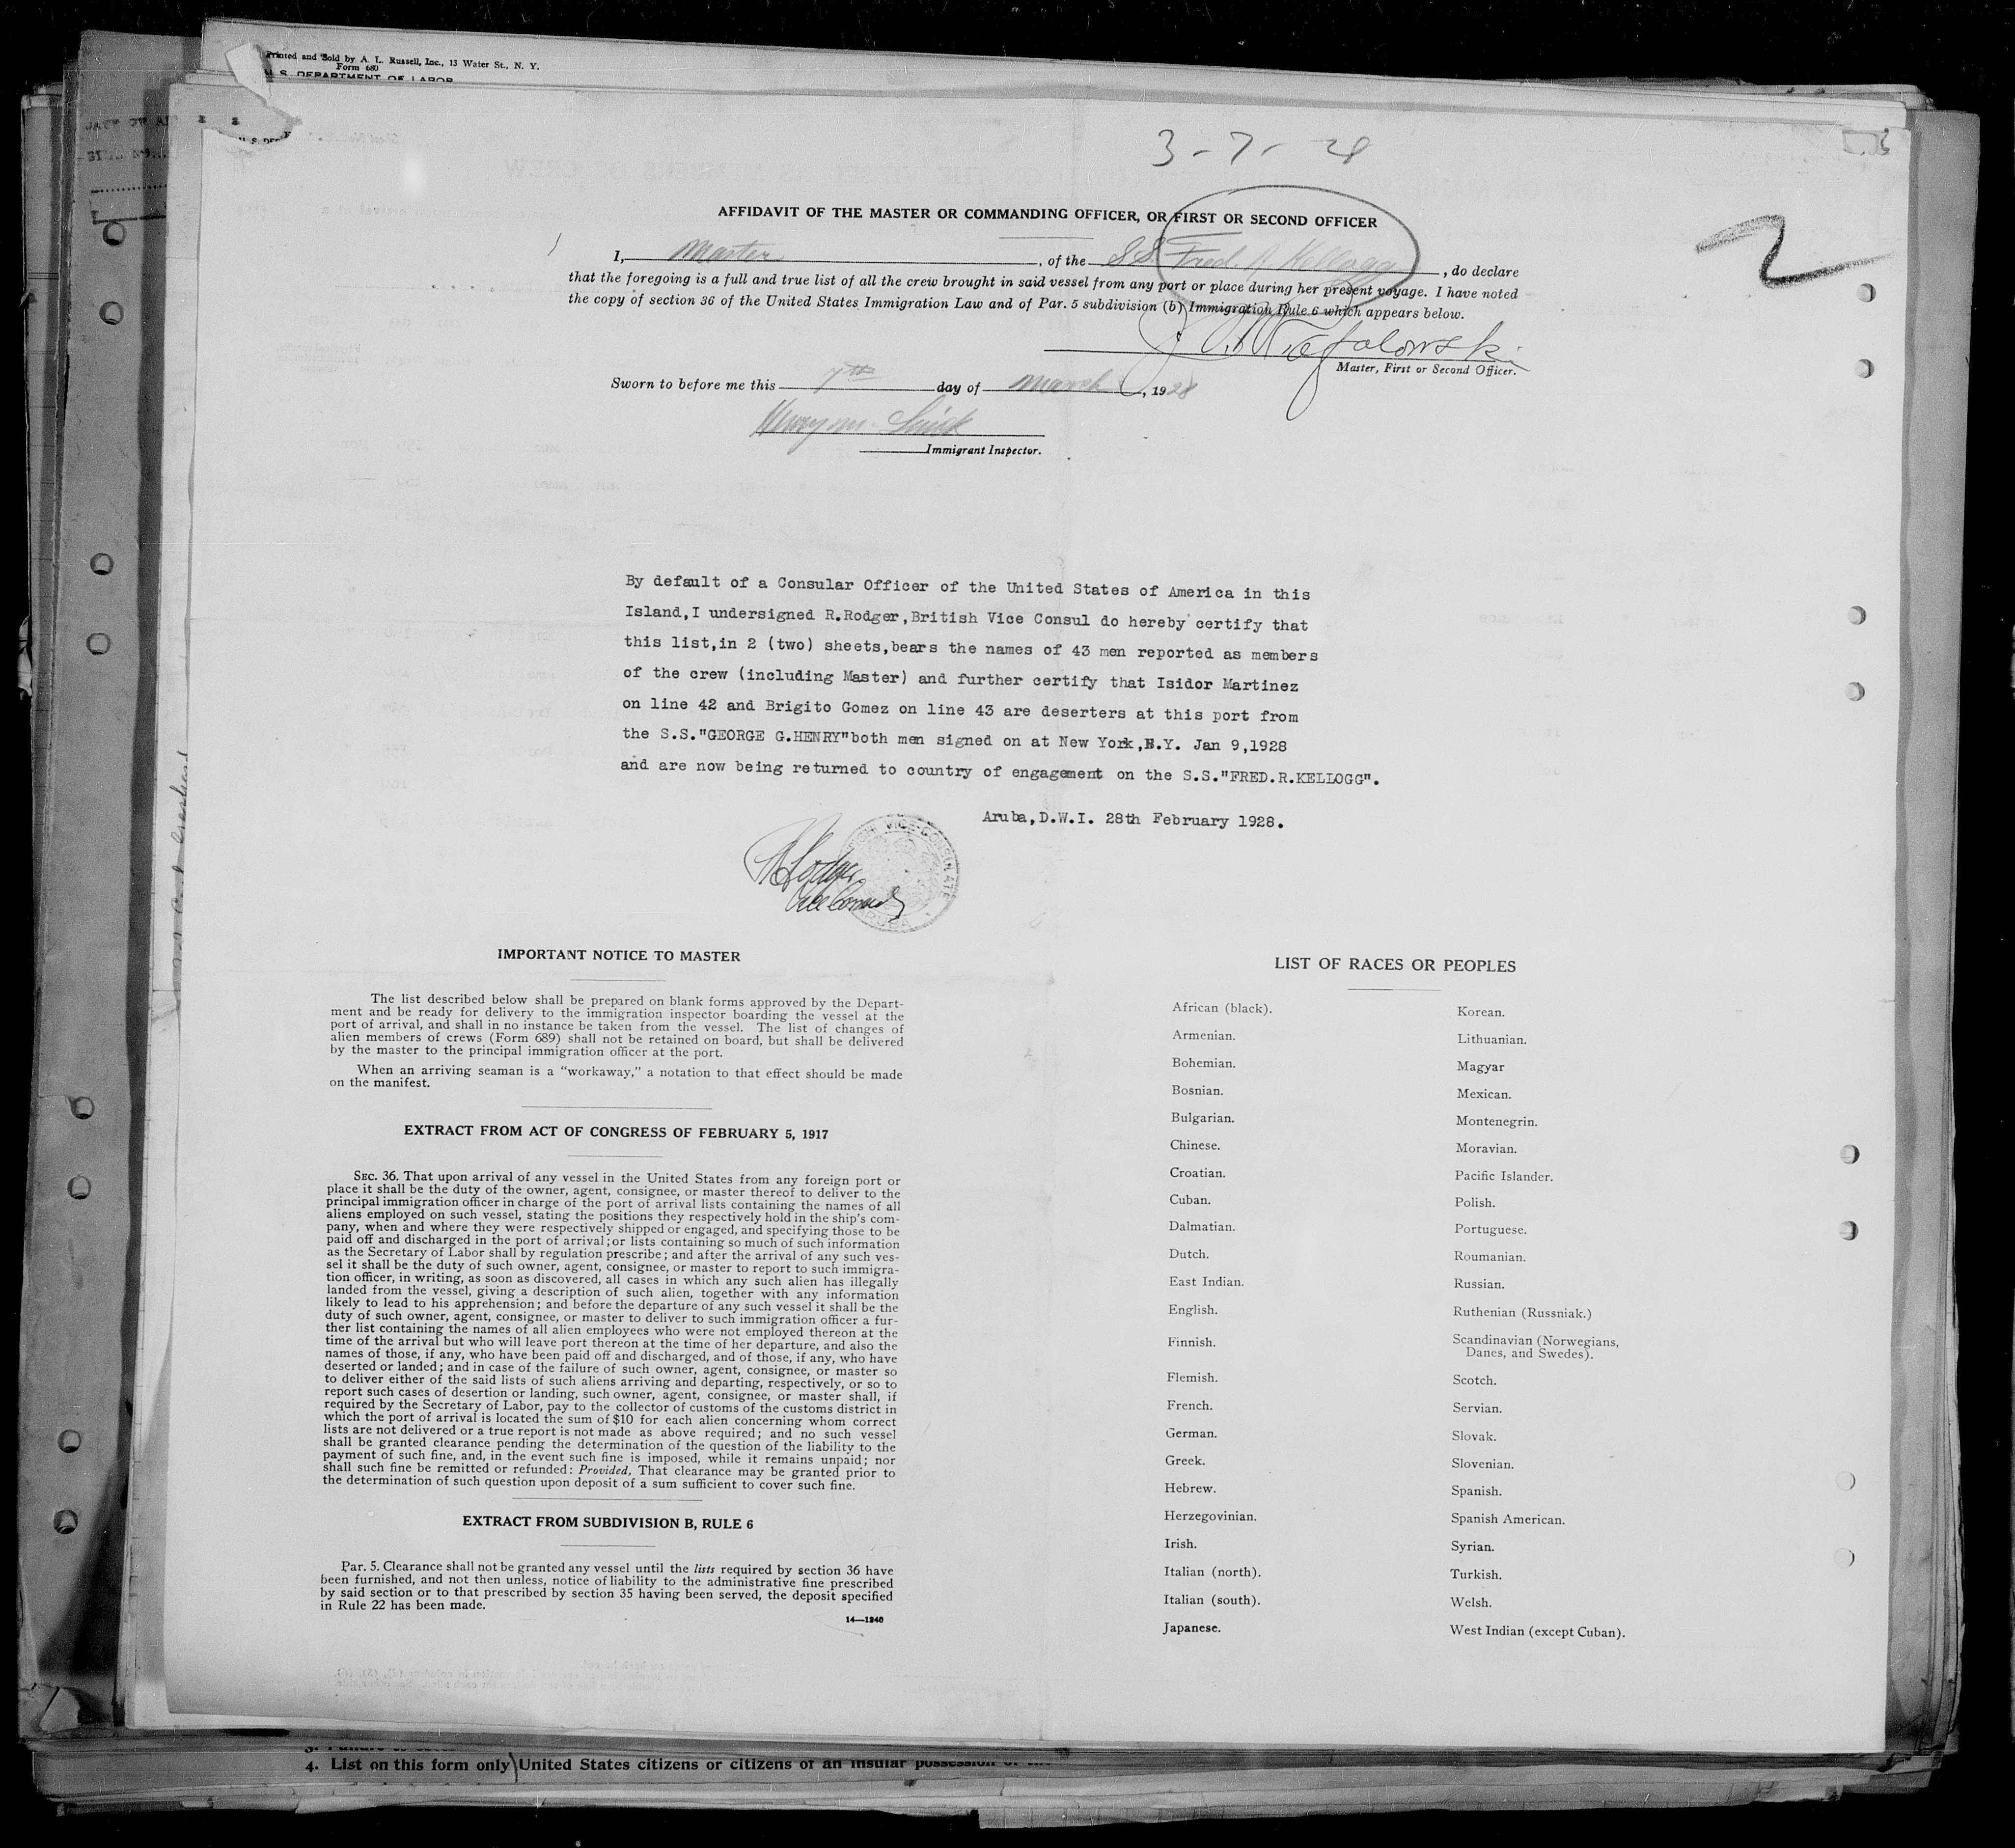 Printed and Sold by A. L. Russell, Inc., 13 Water St., N. Y.
Form 680
U. S. DEPARTMENT OF LABOR
3-7-28
2
AFFIDAVIT OF THE MASTER OR COMMANDING OFFICER, OR FIRST OR SECOND OFFICER
I, Master, of the SS. Fred. R. Kellogg, do declare
that the foregoing is a full and true list of all the crew brought in said vessel from any port or place during her present voyage. I have noted
the copy of section 36 of the United States Immigration Law and of Par. 5 subdivision (b) Immigration Rule 6 which appears below.
Master, First or Second Officer.
Sworn to before me this 7th day of March, 1928
Immigrant Inspector.
By default of a Consular Officer of the United States of America in this
Island,I undersigned R.Rodger,British Vice Consul do hereby certify that
this list,in 2 (two) sheets,bears the names of 43 men reported as members
of the crew (including Master) and further certify that Isidor Martinez
on line 42 and Brigito Gomez on line 43 are deserters at this port from
the S.S."GEORGE G.HENRY"both men signed on at New York,N.Y. Jan 9,1928
and are now being returned to country of engagement on the S.S."FRED.R.KELLOGG".
Aruba,D.W.I. 28th February 1928.
R Rodger
Vice Consul
VICE-CONSULATE
ARUBA
IMPORTANT NOTICE TO MASTER
The list described below shall be prepared on blank forms approved by the Depart-
ment and be ready for delivery to the immigration inspector boarding the vessel at the
port of arrival, and shall in no instance be taken from the vessel. The list of changes of
alien members of crews (Form 689) shall not be retained on board, but shall be delivered
by the master to the principal immigration officer at the port.
When an arriving seaman is a “workaway,” a notation to that effect should be made
on the manifest.
EXTRACT FROM ACT OF CONGRESS OF FEBRUARY 5, 1917
SEC. 36. That upon arrival of any vessel in the United States from any foreign port or
place it shall be the duty of the owner, agent, consignee, or master thereof to deliver to the
principal immigration officer in charge of the port of arrival lists containing the names of all
aliens employed on such vessel, stating the positions they respectively hold in the ship's com-
pany, when and where they were respectively shipped or engaged, and specifying those to be
paid off and discharged in the port of arrival; or lists containing so much of such information
as the Secretary of Labor shall by regulation prescribe; and after the arrival of any such ves-
sel it shall be the duty of such owner, agent, consignee, or master to report to such immigra-
tion officer, in writing, as soon as discovered, all cases in which any such alien has illegally
landed from the vessel, giving a description of such alien, together with any information
likely to lead to his apprehension; and before the departure of any such vessel it shall be the
duty of such owner, agent, consignee, or master to deliver to such immigration officer a fur-
ther list containing the names of all alien employees who were not employed thereon at the
time of the arrival but who will leave port thereon at the time of her departure, and also the
names of those, if any, who have been paid off and discharged, and of those, if any, who have
deserted or landed; and in case of the failure of such owner, agent, consignee, or master so
to deliver either of the said lists of such aliens arriving and departing, respectively, or so to
report such cases of desertion or landing, such owner, agent, consignee, or master shall, if
required by the Secretary of Labor, pay to the collector of customs of the customs district in
which the port of arrival is located the sum of $10 for each alien concerning whom correct
lists are not delivered or a true report is not made as above required; and no such vessel
shall be granted clearance pending the determination of the question of the liability to the
payment of such fine, and, in the event such fine is imposed, while it remains unpaid; nor
shall such fine be remitted or refunded: Provided, That clearance may be granted prior to
the determination of such question upon deposit of a sum sufficient to cover such fine.
EXTRACT FROM SUBDIVISION B, RULE 6
Par. 5. Clearance shall not be granted any vessel until the lists required by section 36 have
been furnished, and not then unless, notice of liability to the administrative fine prescribed
by said section or to that prescribed by section 35 having been served, the deposit specified
in Rule 22 has been made.
14—1240
LIST OF RACES OR PEOPLES
African (black).
Armenian.
Bohemian.
Bosnian.
Bulgarian.
Chinese.
Croatian.
Cuban.
Dalmatian.
Dutch.
East Indian.
English.
Finnish.
Flemish.
French.
German.
Greek.
Hebrew.
Herzegovinian.
Irish.
Italian (north).
Italian (south).
Japanese.
Korean.
Lithuanian.
Magyar
Mexican.
Montenegrin.
Moravian.
Pacific Islander.
Polish.
Portuguese.
Roumanian.
Russian.
Ruthenian (Russniak.)
Scandinavian (Norwegians,
Danes, and Swedes).
Scotch.
Servian.
Slovak.
Slovenian.
Spanish.
Spanish American.
Syrian.
Turkish.
Welsh.
West Indian (except Cuban).
4. List on this form only United States citizens or citizens of an insular possession